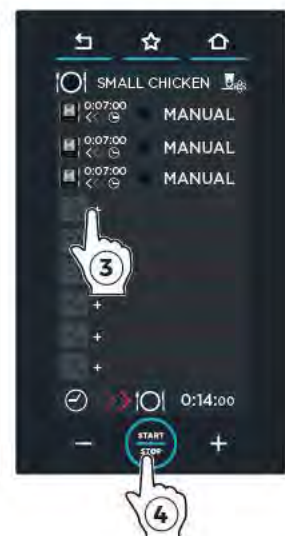 SMALL CHICKEN
0:07:00 MANUAL
0:07:00 MANUAL
0:07:00 MANUAL
+
3
+
+
0:14:00
− START STOP +
4